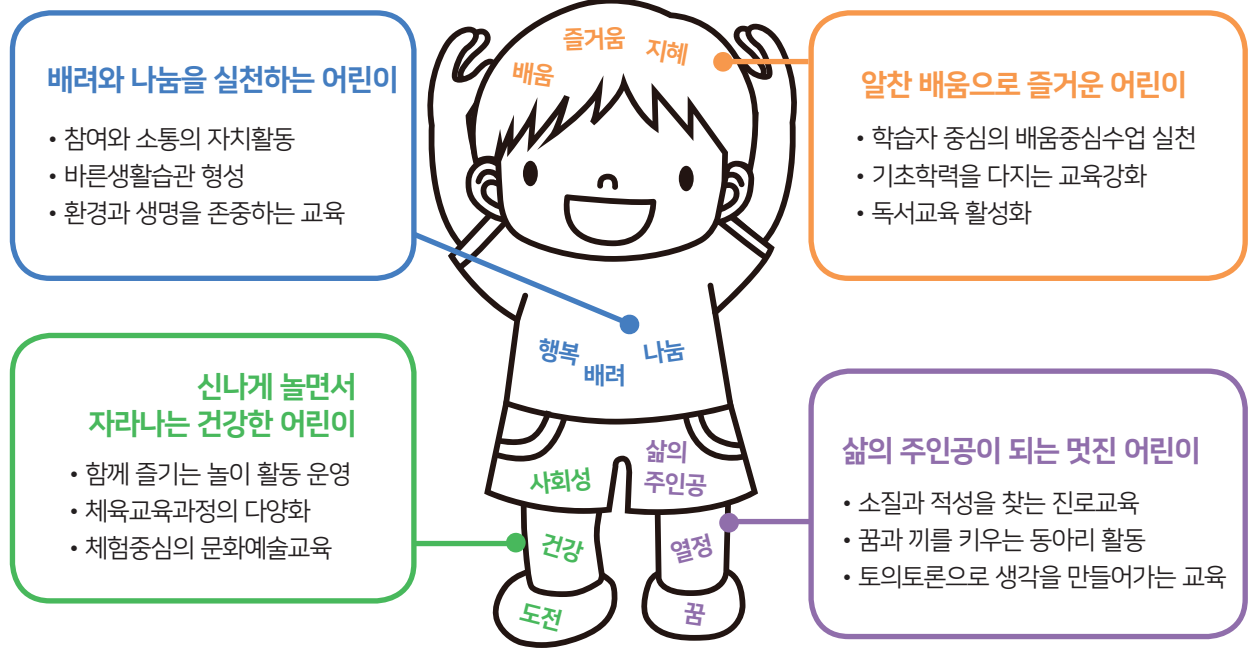 배려와 나눔을 실천하는 어린이
• 참여와 소통의 자치활동
• 바른생활습관 형성
• 환경과 생명을 존중하는 교육
즐거움
지혜
배움
알찬 배움으로 즐거운 어린이
• 학습자 중심의 배움중심수업 실천
• 기초학력을 다지는 교육강화
• 독서교육 활성화
행복
배려
나눔
신나게 놀면서
자라나는 건강한 어린이
• 함께 즐기는 놀이 활동 운영
• 체육교육과정의 다양화
• 체험중심의 문화예술교육
사회성
건강
도전
삶의
주인공
열정
꿈
삶의 주인공이 되는 멋진 어린이
• 소질과 적성을 찾는 진로교육
• 꿈과 끼를 키우는 동아리 활동
• 토의토론으로 생각을 만들어가는 교육